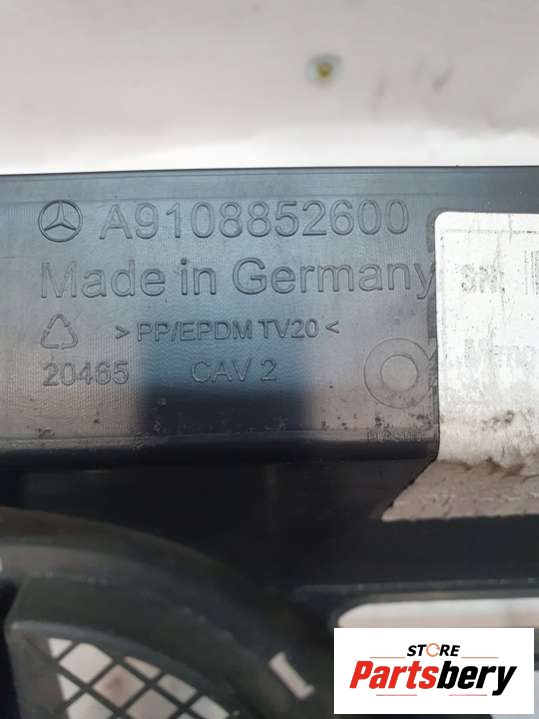 A9108852600
Made in Germany
>PP/EPDM TV20<
20465 CAV 2
STORE
Partsbery